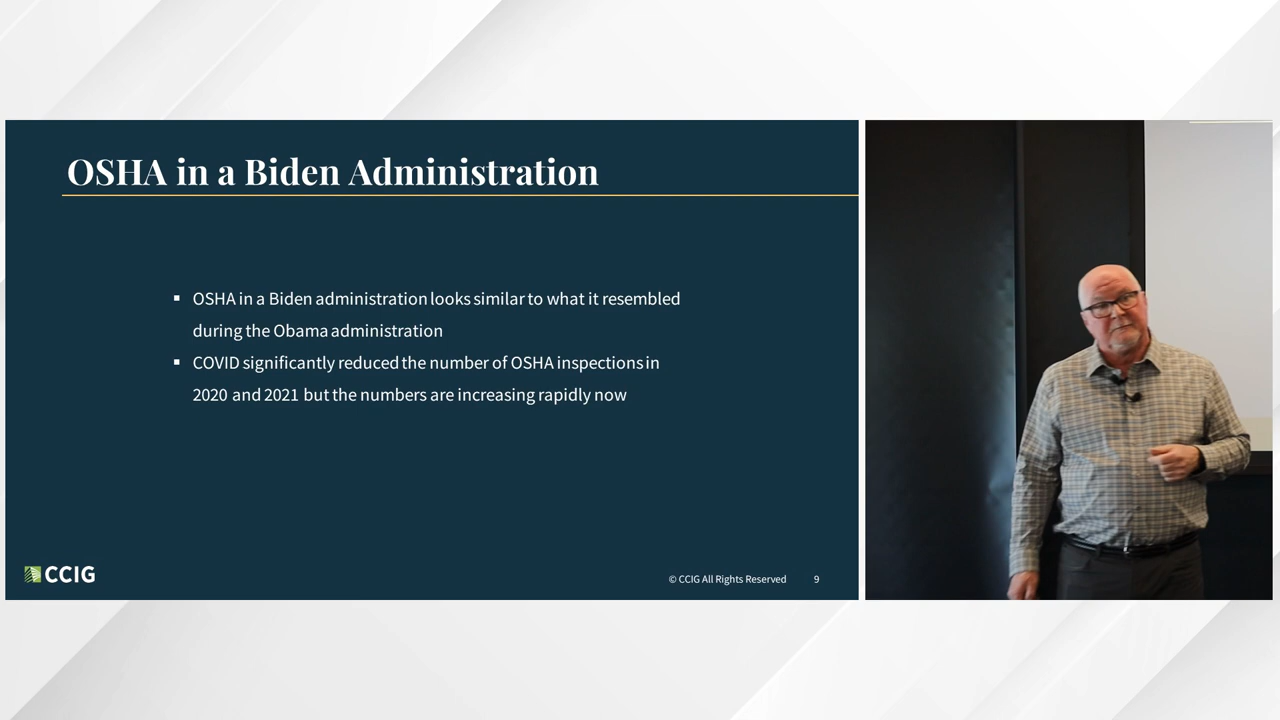 OSHA in a Biden Administration
▪ OSHA in a Biden administration looks similar to what it resembled
during the Obama administration
▪ COVID significantly reduced the number of OSHA inspections in
2020 and 2021 but the numbers are increasing rapidly now
CCIG
© CCIG All Rights Reserved 9